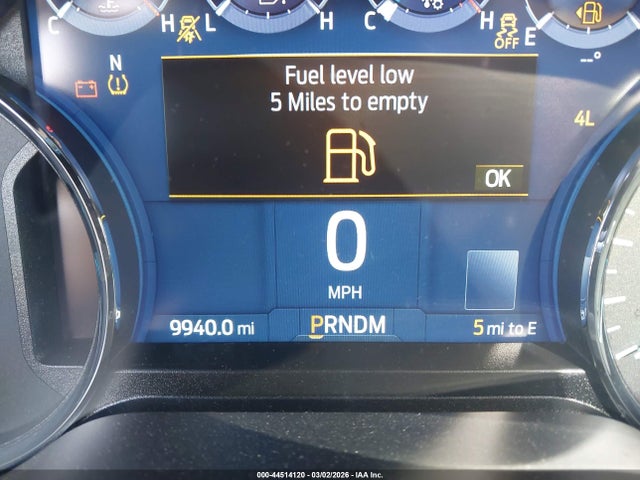 C H L H C H E
OFF
N --°
4L
Fuel level low
5 Miles to empty
OK
0
MPH
9940.0 mi PRNDM 5 mi to E
000-44514120 - 03/02/2026 - IAA Inc.